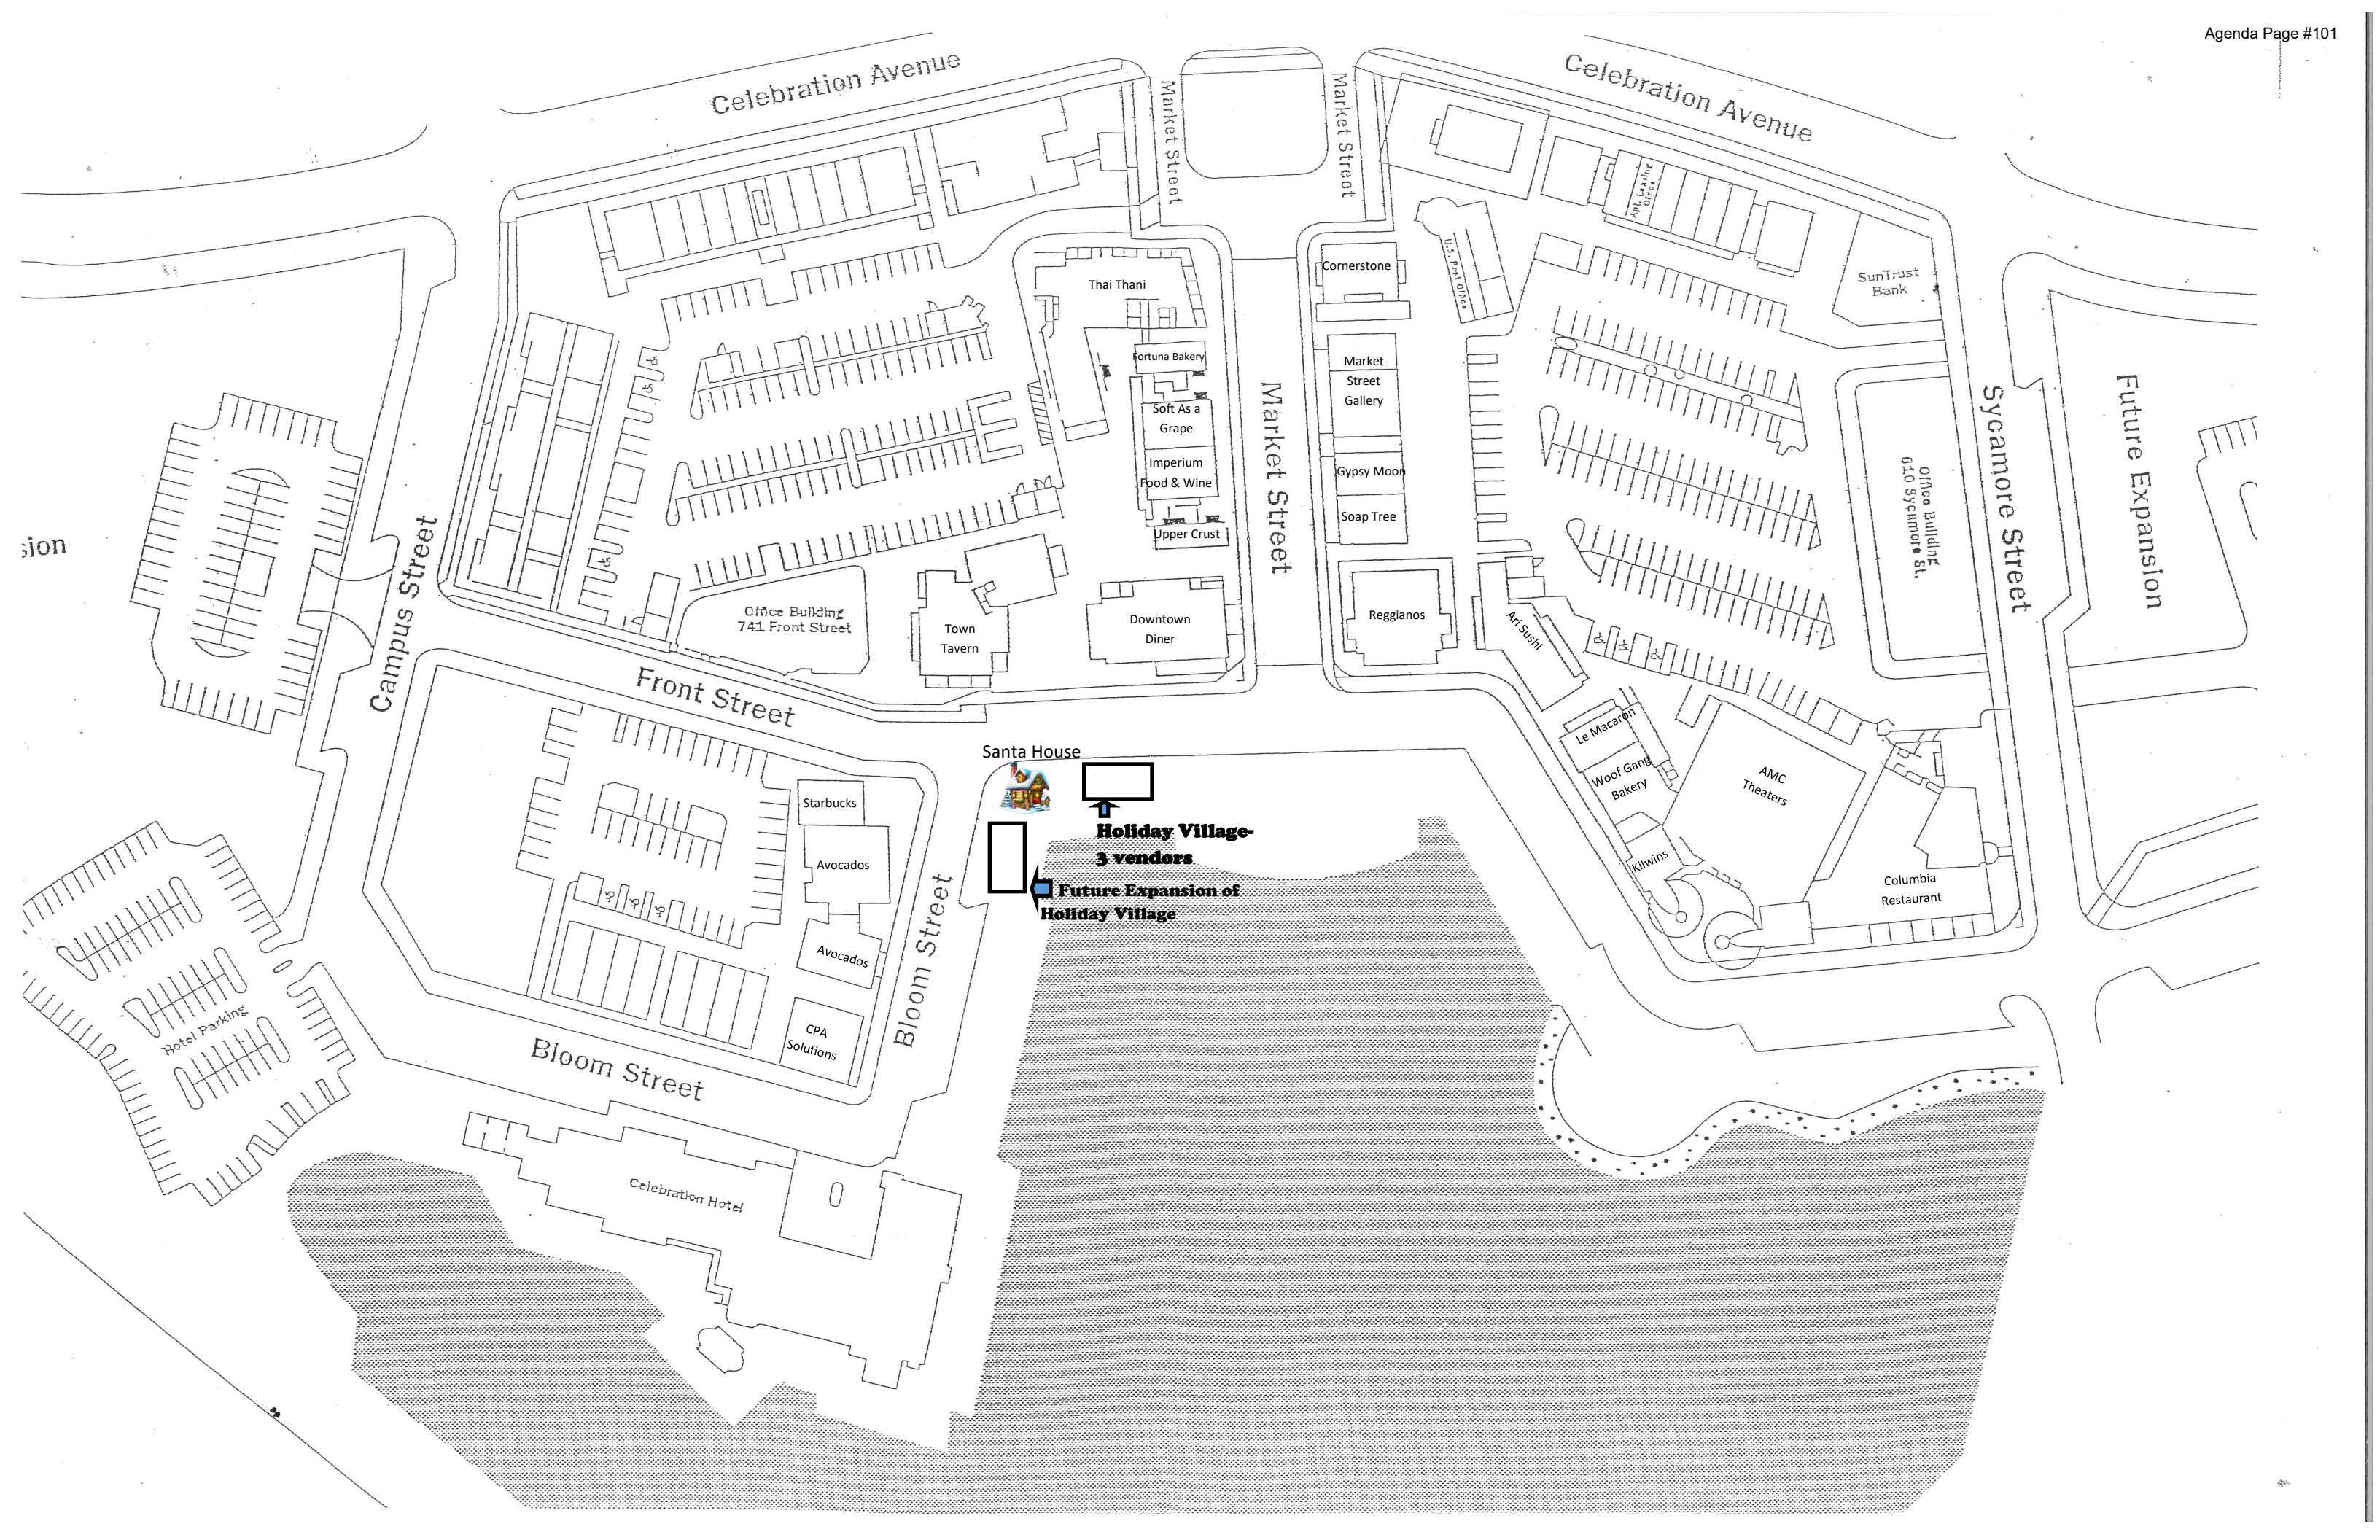 Agenda Page #101
Celebration Avenue
Celebration Avenue
Market Street
Market Street
Apt. Leasing
Office
U.S. Post Office
SunTrust
Bank
Cornerstone
Thai Thani
Fortuna Bakery
Soft As a
Grape
Imperium
Food & Wine
Upper Crust
Market
Street
Gallery
Gypsy Moon
Soap Tree
Market Street
Office Building
610 Sycamore St.
Sycamore Street
Future Expansion
sion
Campus Street
Office Building
741 Front Street
Town
Tavern
Downtown
Diner
Reggianos
Ari Sushi
Front Street
Le Macaron
Woof Gang
Bakery
AMC
Theaters
Kilwins
Columbia
Restaurant
Santa House
Holiday Village-
3 vendors
Future Expansion of
Holiday Village
Starbucks
Avocados
Avocados
CPA
Solutions
Bloom Street
Bloom Street
Hotel Parking
Celebration Hotel